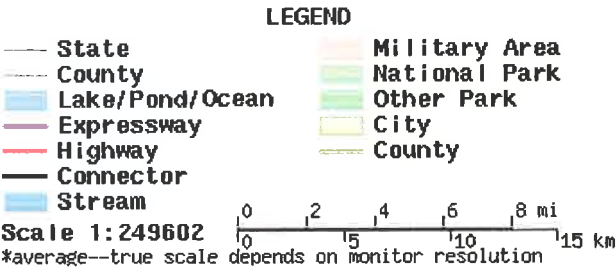 LEGEND
State
County
Lake/Pond/Ocean
Expressway
Highway
Connector
Stream
Military Area
National Park
Other Park
City
County
0 2 4 6 8 mi
Scale 1:249602
0 5 10 15 km
*average--true scale depends on monitor resolution